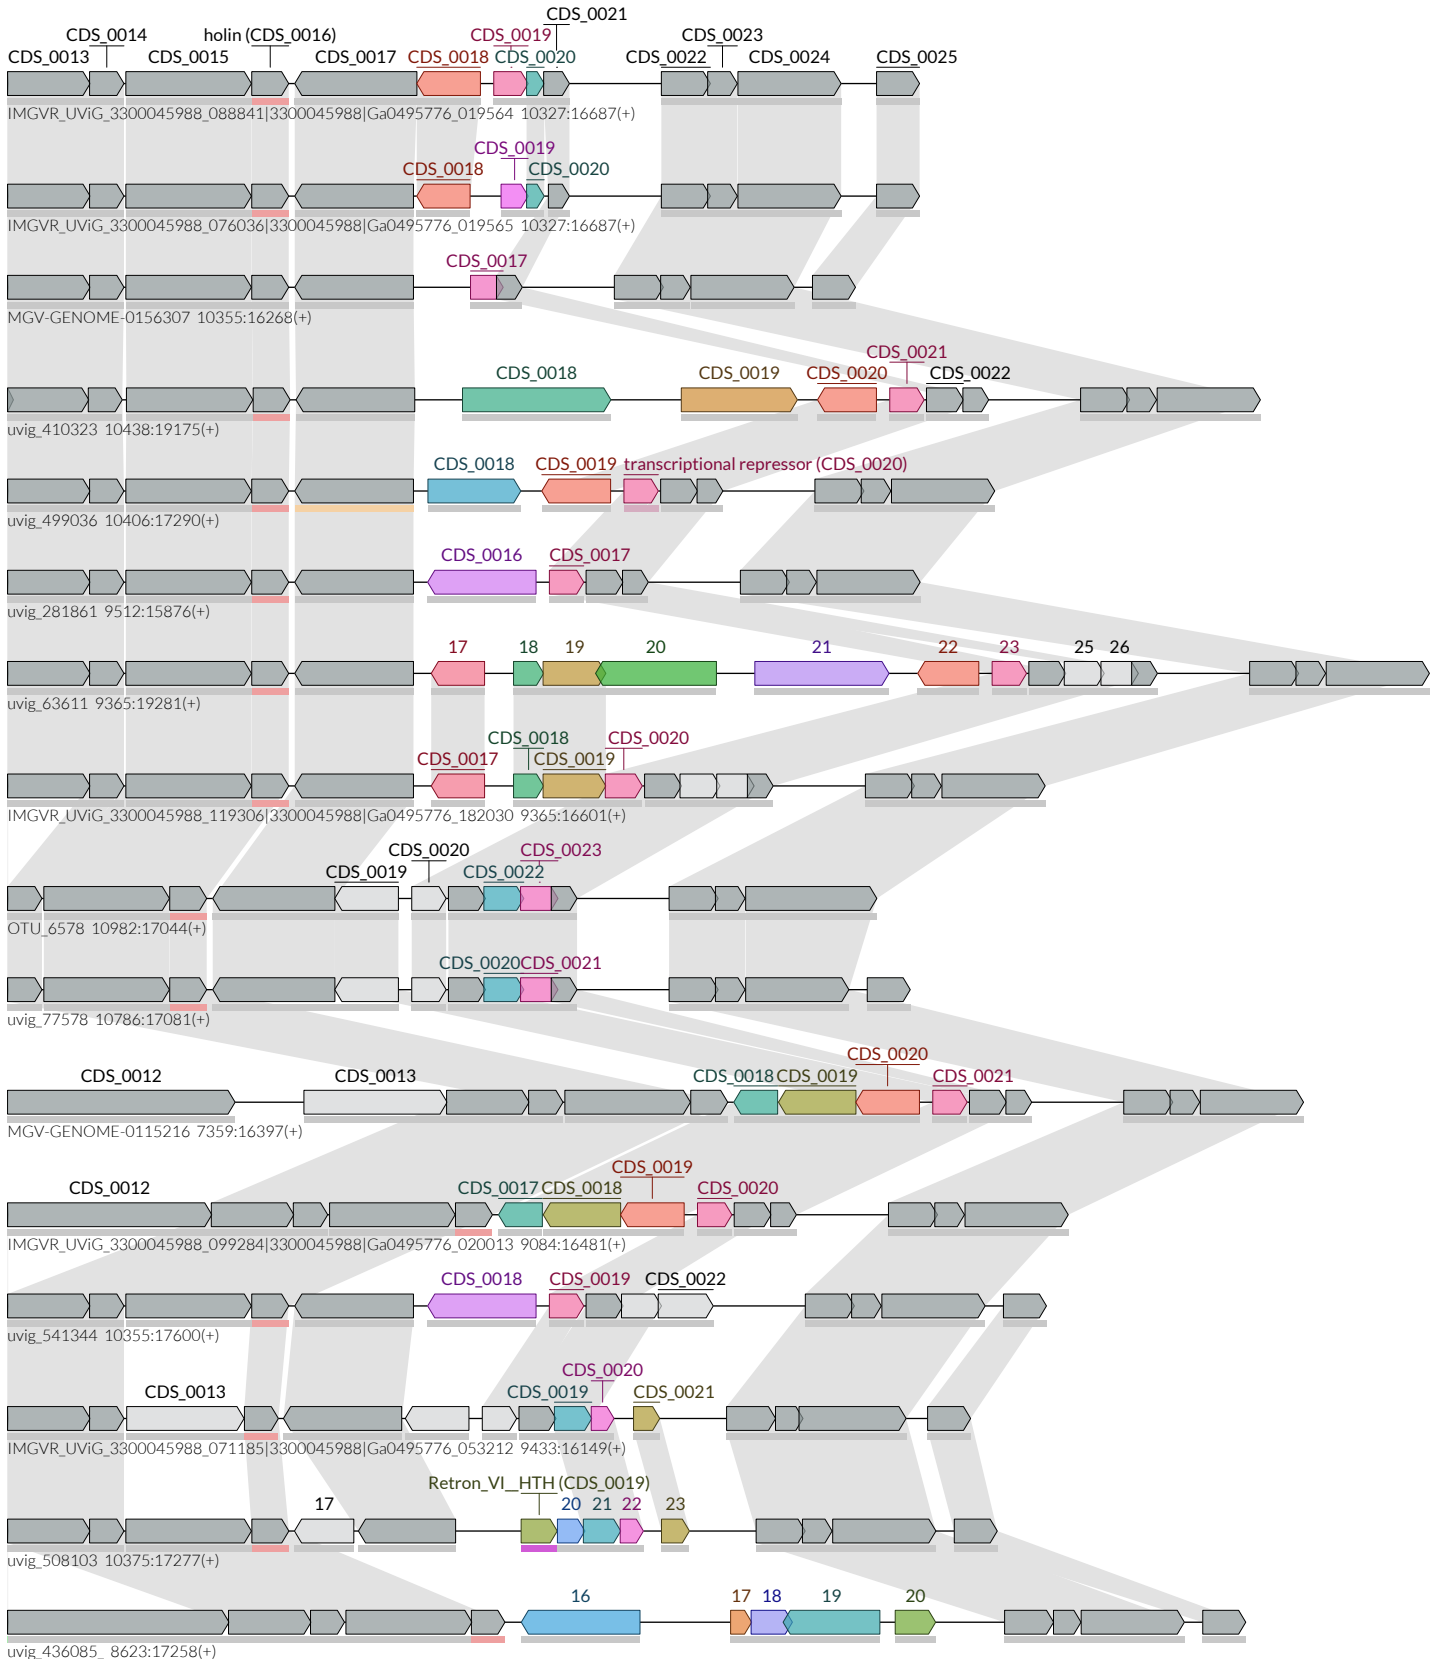 CDS_0021
CDS_0014 holin (CDS_0016) CDS_0019 CDS_0023
CDS_0013 CDS_0015 CDS_0017 CDS_0018 CDS_0020 CDS_0022 CDS_0024 CDS_0025
IMGVR_UViG_3300045988_088841|3300045988|Ga0495776_019564 10327:16687(+)
CDS_0019
CDS_0018 CDS_0020
IMGVR_UViG_3300045988_076036|3300045988|Ga0495776_019565 10327:16687(+)
CDS_0017
MGV-GENOME-0156307 10355:16268(+)
CDS_0021
CDS_0018 CDS_0019 CDS_0020 CDS_0022
uvig_410323 10438:19175(+)
CDS_0018 CDS_0019 transcriptional repressor (CDS_0020)
uvig_499036 10406:17290(+)
CDS_0016 CDS_0017
uvig_281861 9512:15876(+)
17 18 19 20 21 22 23 25 26
uvig_63611 9365:19281(+)
CDS_0018 CDS_0020
CDS_0017 CDS_0019
IMGVR_UViG_3300045988_119306|3300045988|Ga0495776_182030 9365:16601(+)
CDS_0020 CDS_0023
CDS_0019 CDS_0022
OTU_6578 10982:17044(+)
CDS_0020 CDS_0021
uvig_77578 10786:17081(+)
CDS_0020
CDS_0012 CDS_0013 CDS_0018 CDS_0019 CDS_0021
MGV-GENOME-0115216 7359:16397(+)
CDS_0019
CDS_0012 CDS_0017 CDS_0018 CDS_0020
IMGVR_UViG_3300045988_099284|3300045988|Ga0495776_020013 9084:16481(+)
CDS_0018 CDS_0019 CDS_0022
uvig_541344 10355:17600(+)
CDS_0020
CDS_0013 CDS_0019 CDS_0021
IMGVR_UViG_3300045988_071185|3300045988|Ga0495776_053212 9433:16149(+)
Retron_VI__HTH (CDS_0019)
17 20 21 22 23
uvig_508103 10375:17277(+)
16 17 18 19 20
uvig_436085_ 8623:17258(+)